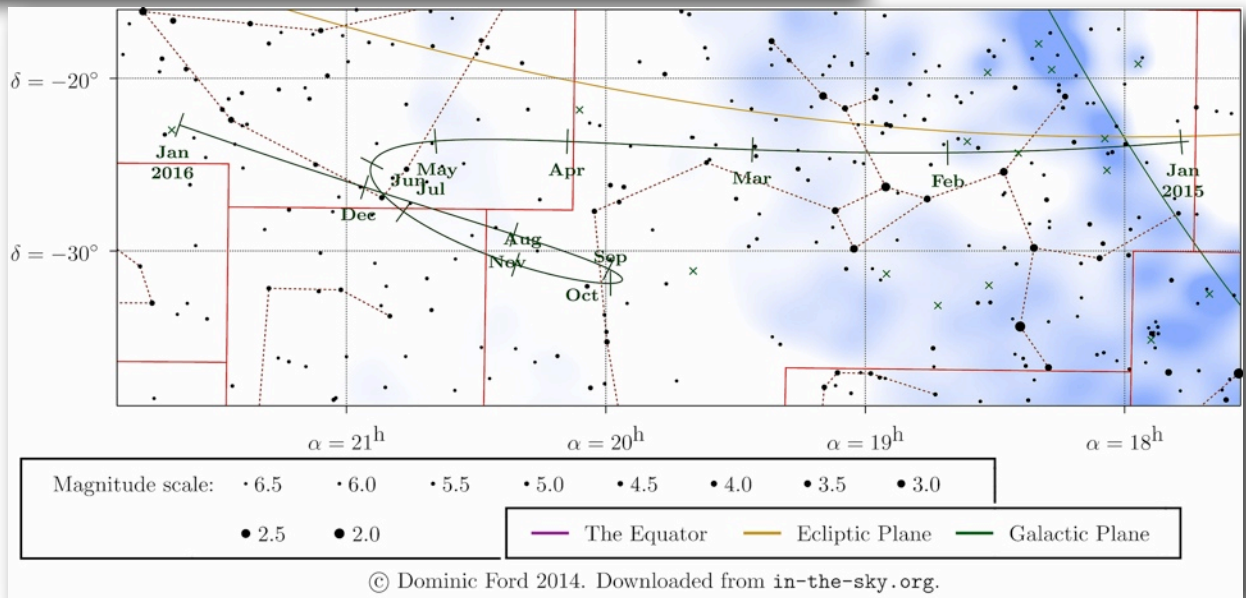 δ = −20°
δ = −30°
Jan
2016
Dec
Jun
May
Jul
Aug
Nov
Sep
Oct
Apr
Mar
Feb
Jan
2015
α = 21h
α = 20h
α = 19h
α = 18h
Magnitude scale: 6.5 6.0 5.5 5.0 4.5 4.0 3.5 3.0
2.5 2.0
The Equator Ecliptic Plane Galactic Plane
© Dominic Ford 2014. Downloaded from in-the-sky.org.